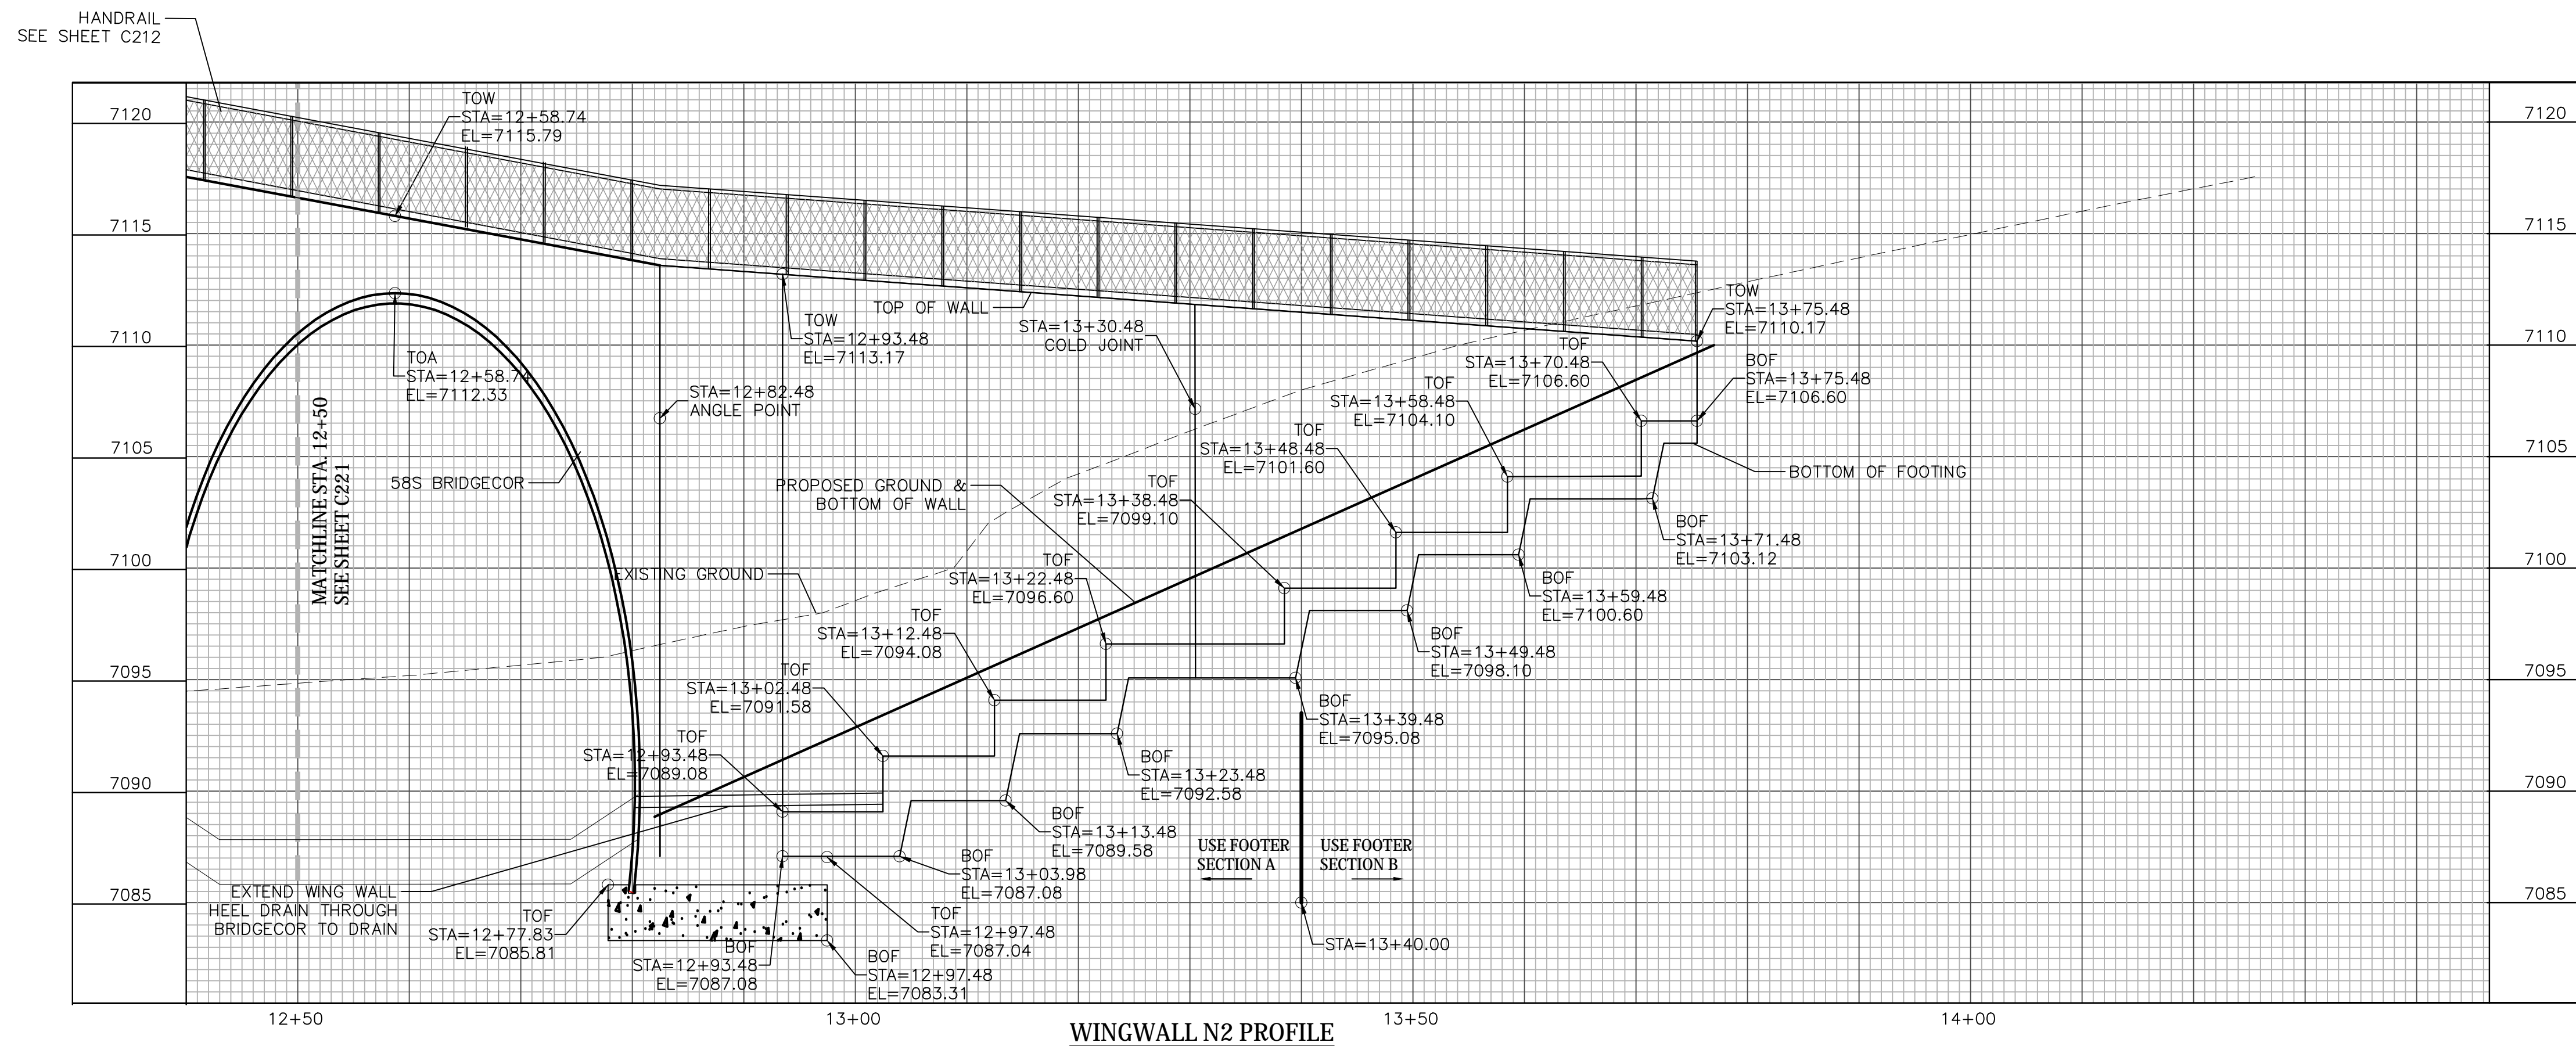 HANDRAIL
SEE SHEET C212
7120
7115
7110
7105
7100
7095
7090
7085
TOW
STA=12+58.74
EL=7115.79
TOA
STA=12+58.74
EL=7112.33
58S BRIDGECOR
MATCHLINE STA. 12+50
SEE SHEET C221
STA=12+82.48
ANGLE POINT
TOW
STA=12+93.48
EL=7113.17
TOP OF WALL
STA=13+30.48
COLD JOINT
TOW
STA=13+75.48
EL=7110.17
TOF
STA=13+70.48
EL=7106.60
BOF
STA=13+75.48
EL=7106.60
TOF
STA=13+58.48
EL=7104.10
TOF
STA=13+48.48
EL=7101.60
BOTTOM OF FOOTING
PROPOSED GROUND &
BOTTOM OF WALL
TOF
STA=13+38.48
EL=7099.10
BOF
STA=13+71.48
EL=7103.12
EXISTING GROUND
TOF
STA=13+22.48
EL=7096.60
BOF
STA=13+59.48
EL=7100.60
TOF
STA=13+12.48
EL=7094.08
BOF
STA=13+49.48
EL=7098.10
TOF
STA=13+02.48
EL=7091.58
BOF
STA=13+39.48
EL=7095.08
TOF
STA=12+93.48
EL=7089.08
BOF
STA=13+23.48
EL=7092.58
BOF
STA=13+13.48
EL=7089.58
USE FOOTER
SECTION A
USE FOOTER
SECTION B
BOF
STA=13+03.98
EL=7087.08
EXTEND WING WALL
HEEL DRAIN THROUGH
BRIDGECOR TO DRAIN
TOF
STA=12+77.83
EL=7085.81
TOF
STA=12+97.48
EL=7087.04
BOF
STA=12+93.48
EL=7087.08
BOF
STA=12+97.48
EL=7083.31
STA=13+40.00
7120
7115
7110
7105
7100
7095
7090
7085
12+50
13+00
13+50
14+00
WINGWALL N2 PROFILE